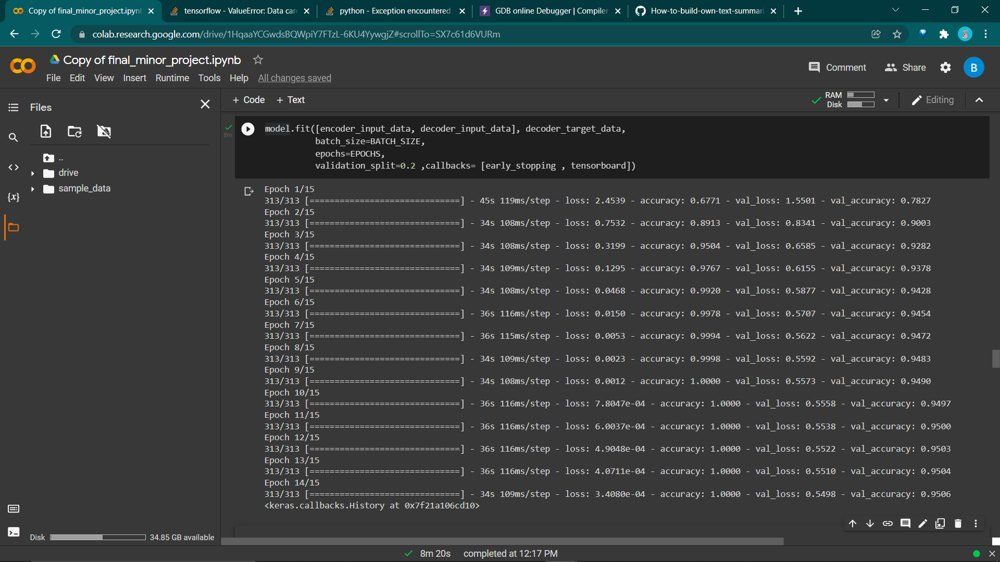 Copy of final_minor_project.ipynb
tensorflow - ValueError: Data car
python - Exception encountered
GDB online Debugger | Compiler
How-to-build-own-text-summari
colab.research.google.com/drive/1HqaaYCGwdsBQWpiY7FTzL-6KU4YywgjZ#scrollTo=SX7c61d6VURm
Copy of final_minor_project.ipynb
File Edit View Insert Runtime Tools Help All changes saved
Comment Share B
Files
+ Code + Text
RAM
Disk
Editing
..
drive
sample_data
{x}
8m
model.fit([encoder_input_data, decoder_input_data], decoder_target_data,
batch_size=BATCH_SIZE,
epochs=EPOCHS,
validation_split=0.2 ,callbacks= [early_stopping , tensorboard])
Epoch 1/15
313/313 [==============================] - 45s 119ms/step - loss: 2.4539 - accuracy: 0.6771 - val_loss: 1.5501 - val_accuracy: 0.7827
Epoch 2/15
313/313 [==============================] - 34s 108ms/step - loss: 0.7532 - accuracy: 0.8913 - val_loss: 0.8341 - val_accuracy: 0.9003
Epoch 3/15
313/313 [==============================] - 34s 108ms/step - loss: 0.3199 - accuracy: 0.9504 - val_loss: 0.6585 - val_accuracy: 0.9282
Epoch 4/15
313/313 [==============================] - 34s 109ms/step - loss: 0.1295 - accuracy: 0.9767 - val_loss: 0.6155 - val_accuracy: 0.9378
Epoch 5/15
313/313 [==============================] - 34s 108ms/step - loss: 0.0468 - accuracy: 0.9920 - val_loss: 0.5877 - val_accuracy: 0.9428
Epoch 6/15
313/313 [==============================] - 36s 116ms/step - loss: 0.0150 - accuracy: 0.9978 - val_loss: 0.5707 - val_accuracy: 0.9454
Epoch 7/15
313/313 [==============================] - 36s 115ms/step - loss: 0.0053 - accuracy: 0.9994 - val_loss: 0.5622 - val_accuracy: 0.9472
Epoch 8/15
313/313 [==============================] - 34s 109ms/step - loss: 0.0023 - accuracy: 0.9998 - val_loss: 0.5592 - val_accuracy: 0.9483
Epoch 9/15
313/313 [==============================] - 34s 108ms/step - loss: 0.0012 - accuracy: 1.0000 - val_loss: 0.5573 - val_accuracy: 0.9490
Epoch 10/15
313/313 [==============================] - 36s 116ms/step - loss: 7.8047e-04 - accuracy: 1.0000 - val_loss: 0.5558 - val_accuracy: 0.9497
Epoch 11/15
313/313 [==============================] - 36s 116ms/step - loss: 6.0037e-04 - accuracy: 1.0000 - val_loss: 0.5538 - val_accuracy: 0.9500
Epoch 12/15
313/313 [==============================] - 36s 116ms/step - loss: 4.9048e-04 - accuracy: 1.0000 - val_loss: 0.5522 - val_accuracy: 0.9503
Epoch 13/15
313/313 [==============================] - 36s 116ms/step - loss: 4.0711e-04 - accuracy: 1.0000 - val_loss: 0.5510 - val_accuracy: 0.9504
Epoch 14/15
313/313 [==============================] - 34s 109ms/step - loss: 3.4080e-04 - accuracy: 1.0000 - val_loss: 0.5498 - val_accuracy: 0.9506
<keras.callbacks.History at 0x7f21a106cd10>
Disk 34.85 GB available
8m 20s completed at 12:17 PM